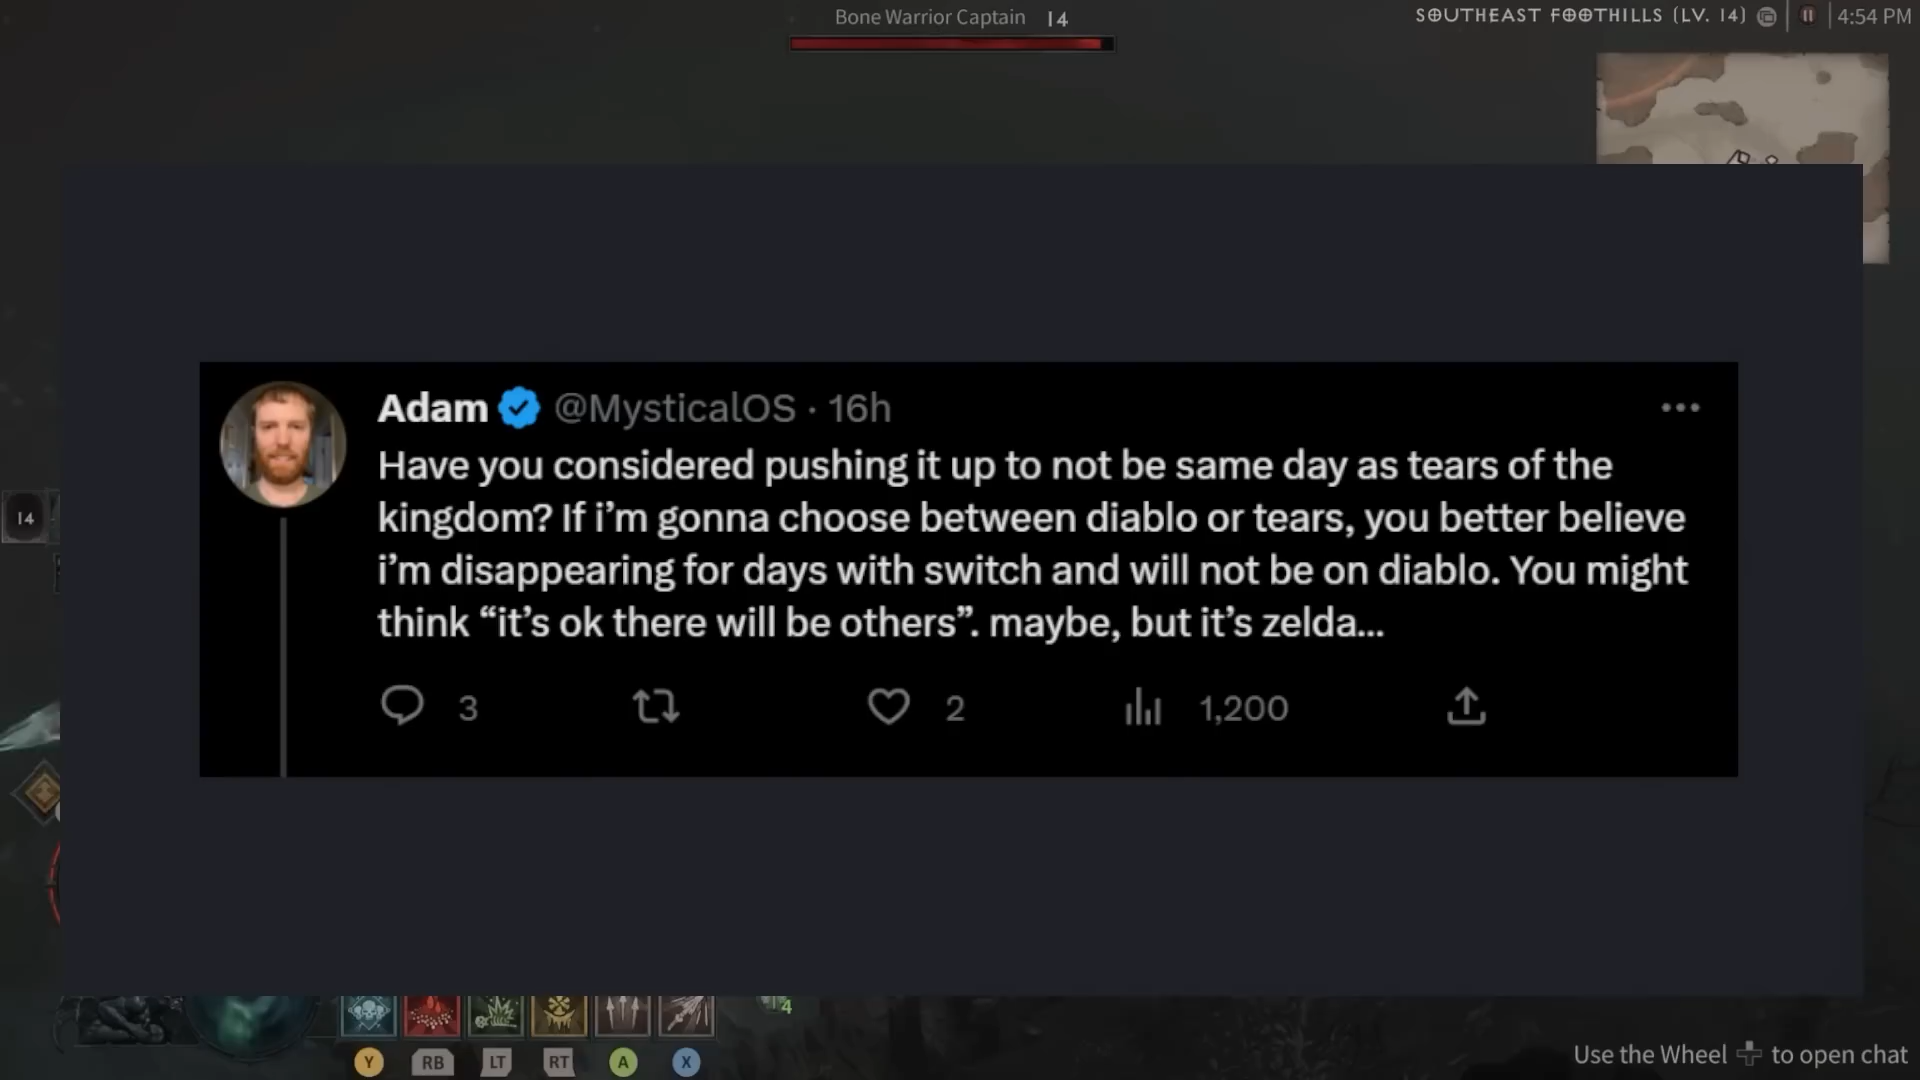 Bone Warrior Captain 14
SOUTHEAST FOOTHILLS (LV. 14) 4:54 PM
Adam @MysticalOS · 16h
Have you considered pushing it up to not be same day as tears of the
kingdom? If i’m gonna choose between diablo or tears, you better believe
i’m disappearing for days with switch and will not be on diablo. You might
think “it’s ok there will be others”. maybe, but it’s zelda...
3 2 1,200
14
4
Y RB LT RT A X
Use the Wheel to open chat